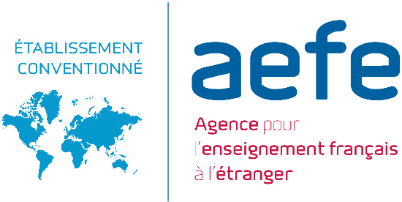 ÉTABLISSEMENT
CONVENTIONNÉ
aefe
Agence pour
l'enseignement français
à l'étranger